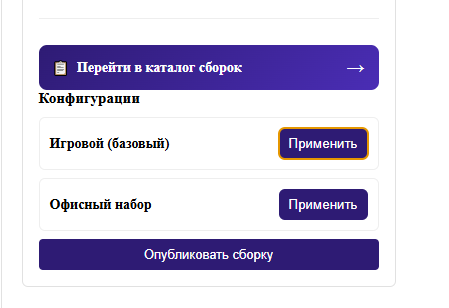 Перейти в каталог сборок →
Конфигурации
Игровой (базовый) Применить
Офисный набор Применить
Опубликовать сборку